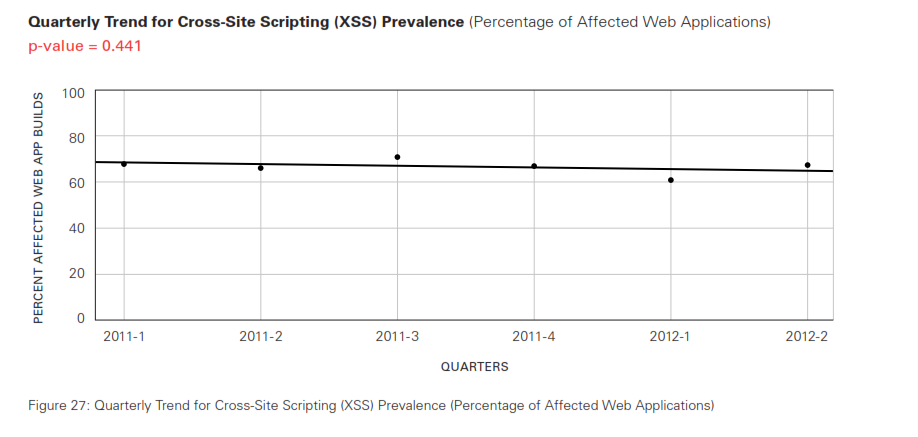 Quarterly Trend for Cross-Site Scripting (XSS) Prevalence (Percentage of Affected Web Applications)
p-value = 0.441
PERCENT AFFECTED WEB APP BUILDS
100
80
60
40
20
0
2011-1 2011-2 2011-3 2011-4 2012-1 2012-2
QUARTERS
Figure 27: Quarterly Trend for Cross-Site Scripting (XSS) Prevalence (Percentage of Affected Web Applications)